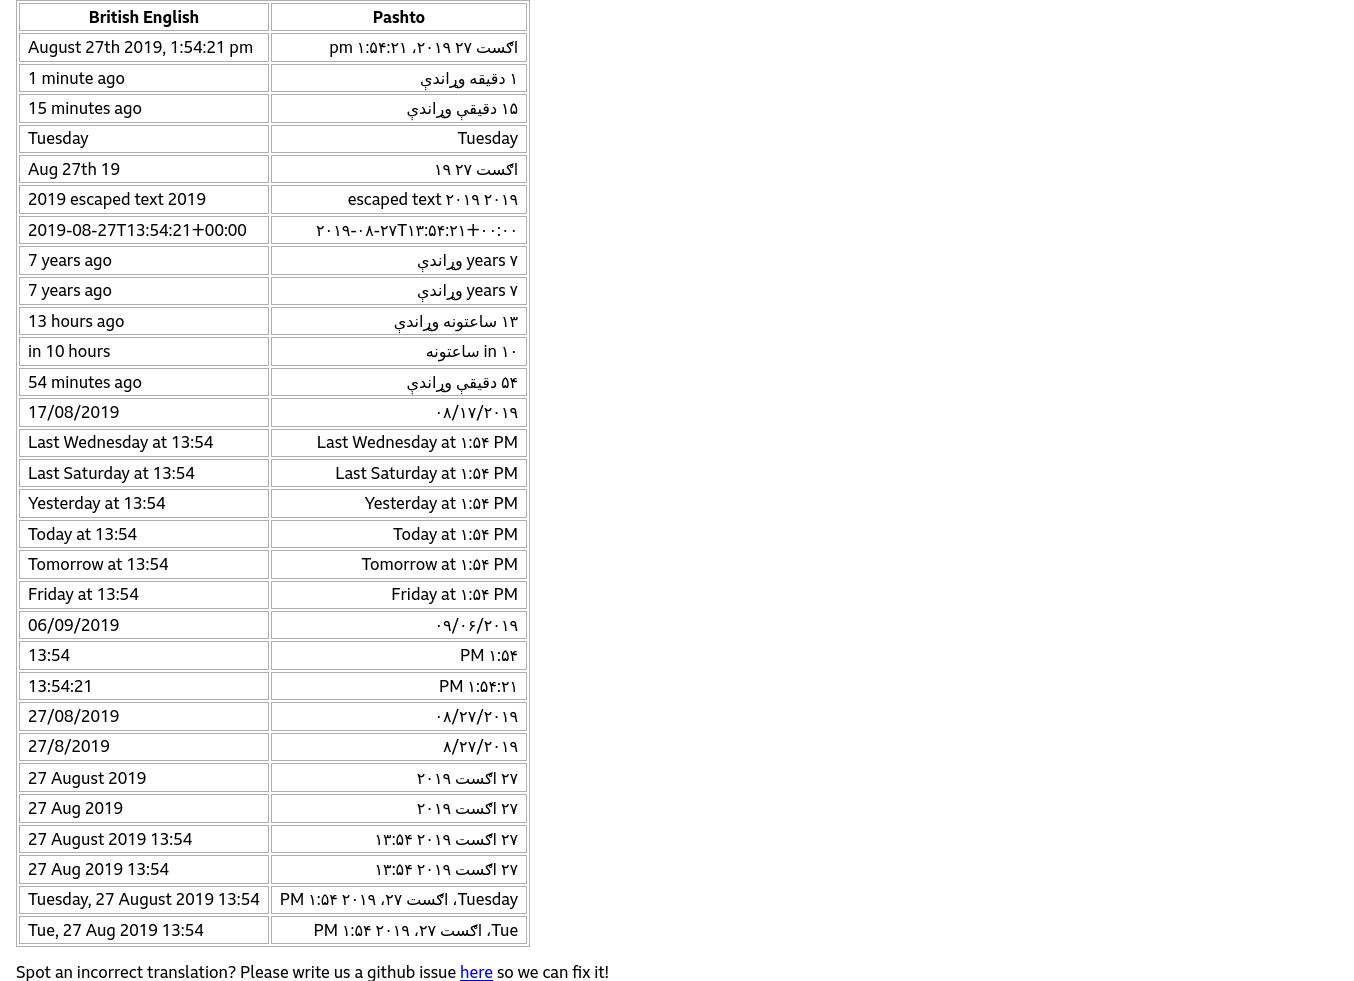 British English	Pashto
August 27th 2019, 1:54:21 pm	اګست ۲۷ ۲۰۱۹، ۱:۵۴:۲۱ pm
1 minute ago	۱ دقیقه وړاندې
15 minutes ago	۱۵ دقیقې وړاندې
Tuesday	Tuesday
Aug 27th 19	اګست ۲۷ ۱۹
2019 escaped text 2019	۲۰۱۹ escaped text ۲۰۱۹
2019-08-27T13:54:21+00:00	۲۰۱۹-۰۸-۲۷T۱۳:۵۴:۲۱+۰۰:۰۰
7 years ago	۷ years وړاندې
7 years ago	۷ years وړاندې
13 hours ago	۱۳ ساعتونه وړاندې
in 10 hours	in ۱۰ ساعتونه
54 minutes ago	۵۴ دقیقې وړاندې
17/08/2019	۰۸/۱۷/۲۰۱۹
Last Wednesday at 13:54	Last Wednesday at ۱:۵۴ PM
Last Saturday at 13:54	Last Saturday at ۱:۵۴ PM
Yesterday at 13:54	Yesterday at ۱:۵۴ PM
Today at 13:54	Today at ۱:۵۴ PM
Tomorrow at 13:54	Tomorrow at ۱:۵۴ PM
Friday at 13:54	Friday at ۱:۵۴ PM
06/09/2019	۰۹/۰۶/۲۰۱۹
13:54	۱:۵۴ PM
13:54:21	۱:۵۴:۲۱ PM
27/08/2019	۰۸/۲۷/۲۰۱۹
27/8/2019	۸/۲۷/۲۰۱۹
27 August 2019	۲۷ اګست ۲۰۱۹
27 Aug 2019	۲۷ اګست ۲۰۱۹
27 August 2019 13:54	۲۷ اګست ۲۰۱۹ ۱۳:۵۴
27 Aug 2019 13:54	۲۷ اګست ۲۰۱۹ ۱۳:۵۴
Tuesday, 27 August 2019 13:54	Tuesday، اګست ۲۷، ۲۰۱۹ ۱:۵۴ PM
Tue, 27 Aug 2019 13:54	Tue، اګست ۲۷، ۲۰۱۹ ۱:۵۴ PM
Spot an incorrect translation? Please write us a github issue here so we can fix it!